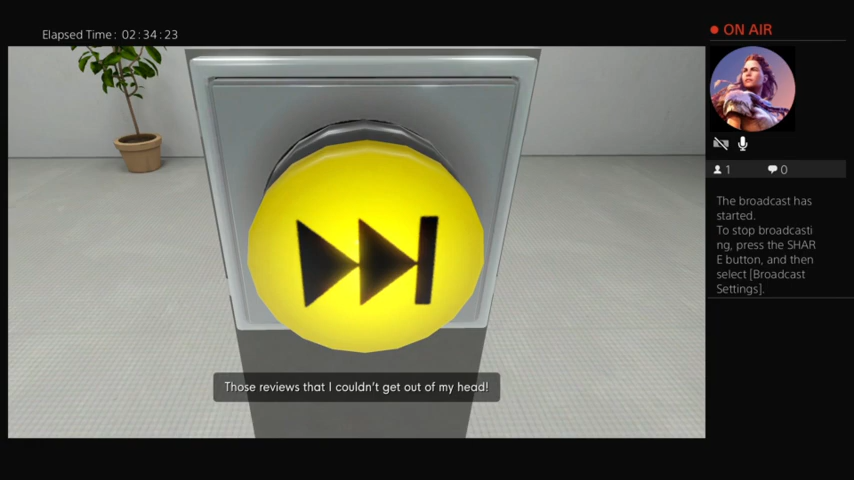 Elapsed Time: 02:34:23
ON AIR
1
0
The broadcast has
started.
To stop broadcasti
ng, press the SHAR
E button, and then
select [Broadcast
Settings].
Those reviews that I couldn't get out of my head!